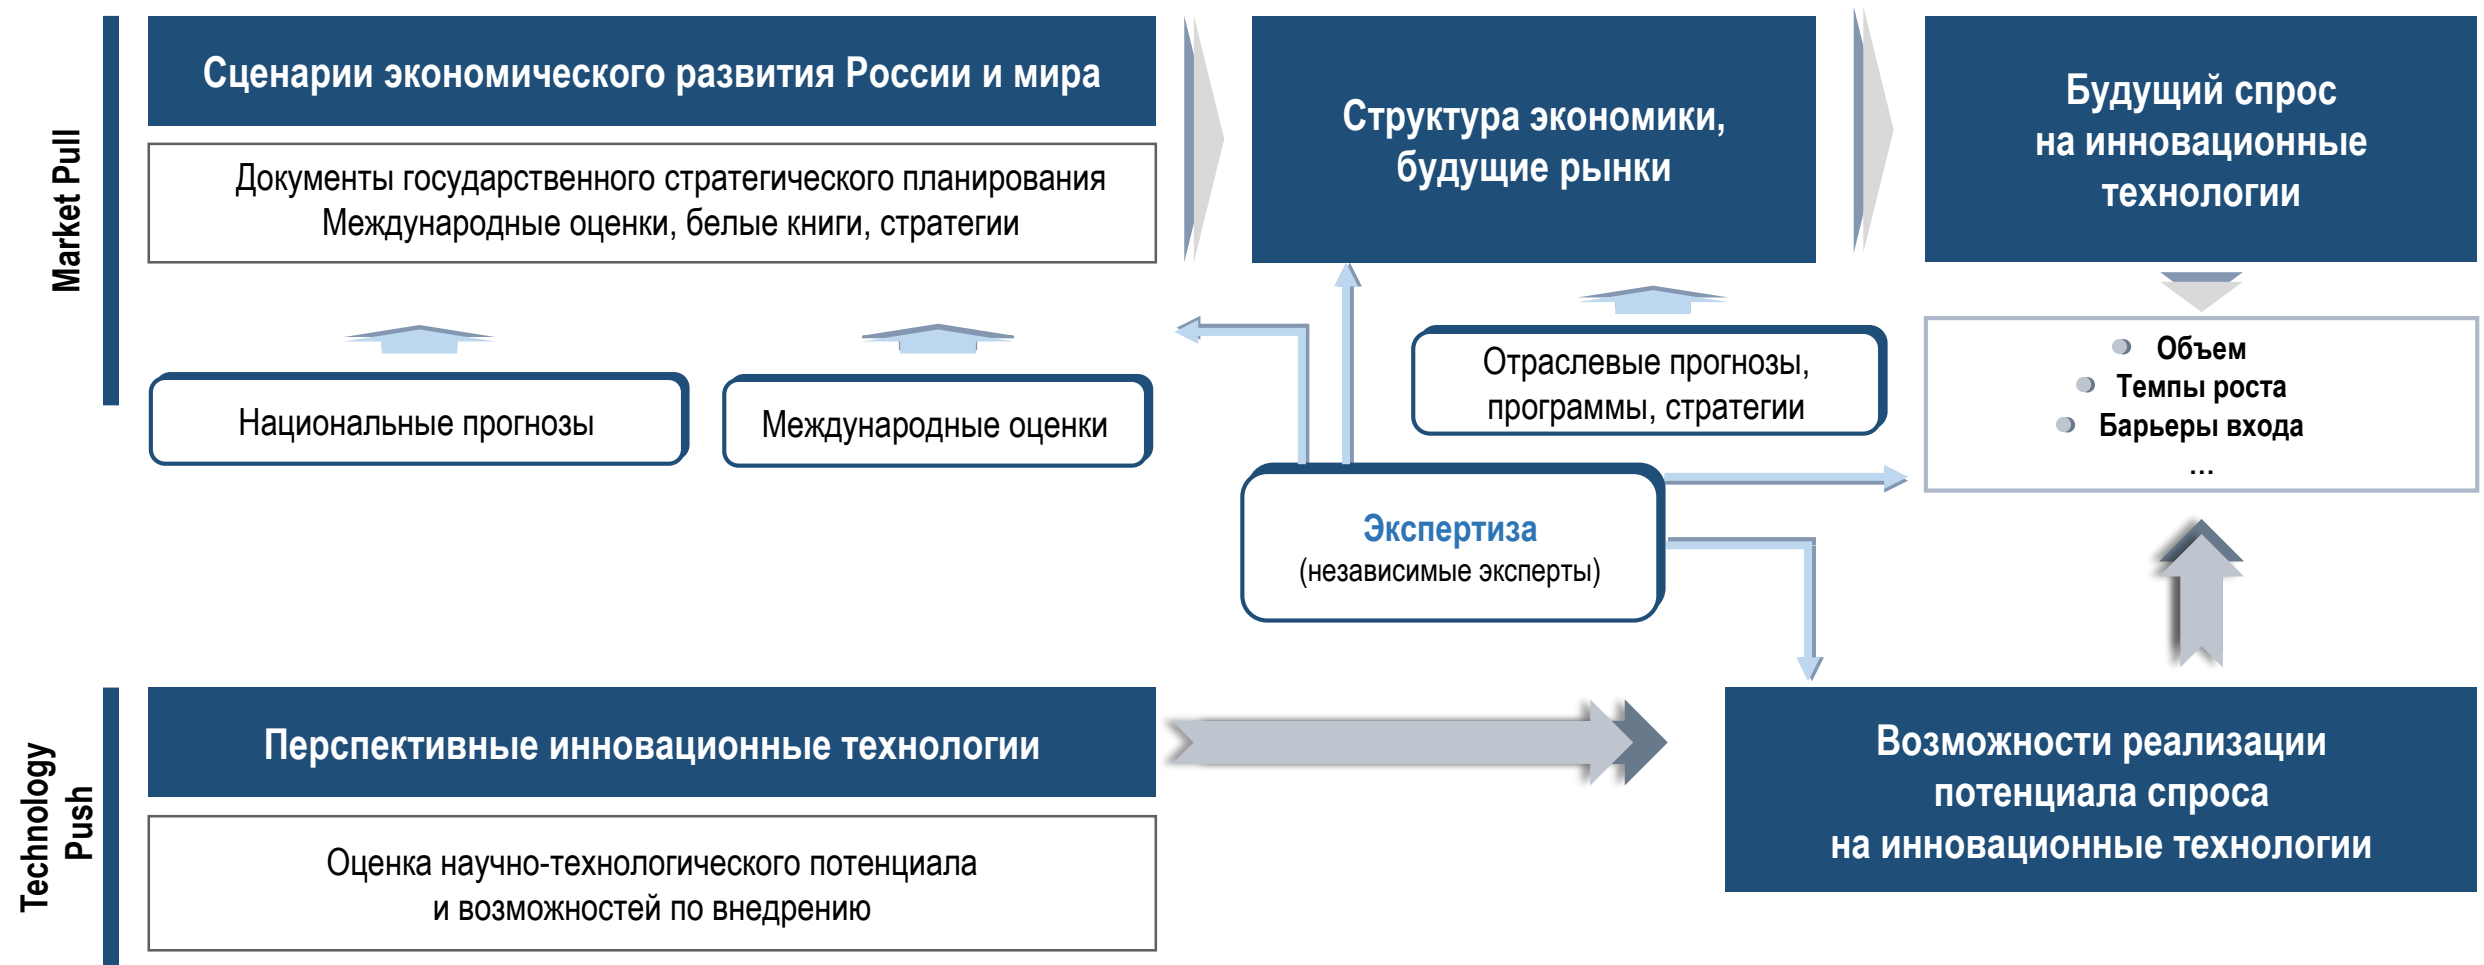 Market Pull
Сценарии экономического развития России и мира
Документы государственного стратегического планирования
Международные оценки, белые книги, стратегии
Национальные прогнозы
Международные оценки
Структура экономики,
будущие рынки
Отраслевые прогнозы,
программы, стратегии
Будущий спрос
на инновационные
технологии
Объем
Темпы роста
Барьеры входа
...
Экспертиза
(независимые эксперты)
Technology
Push
Перспективные инновационные технологии
Оценка научно-технологического потенциала
и возможностей по внедрению
Возможности реализации
потенциала спроса
на инновационные технологии